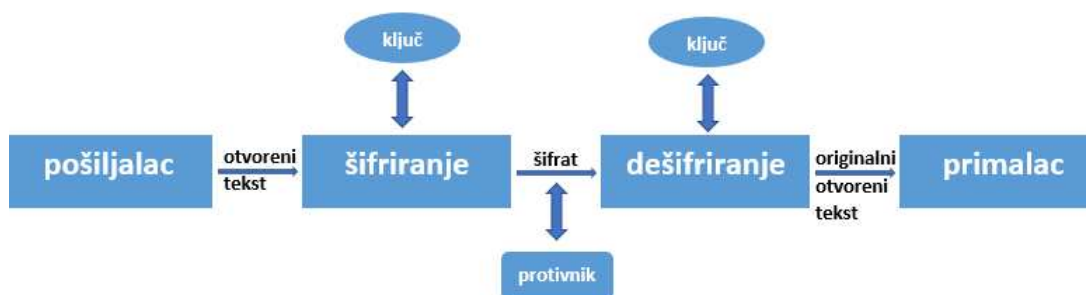 ključ
ključ
pošiljalac
otvoreni
tekst
šifriranje
šifrat
dešifriranje
originalni
otvoreni
tekst
primalac
protivnik